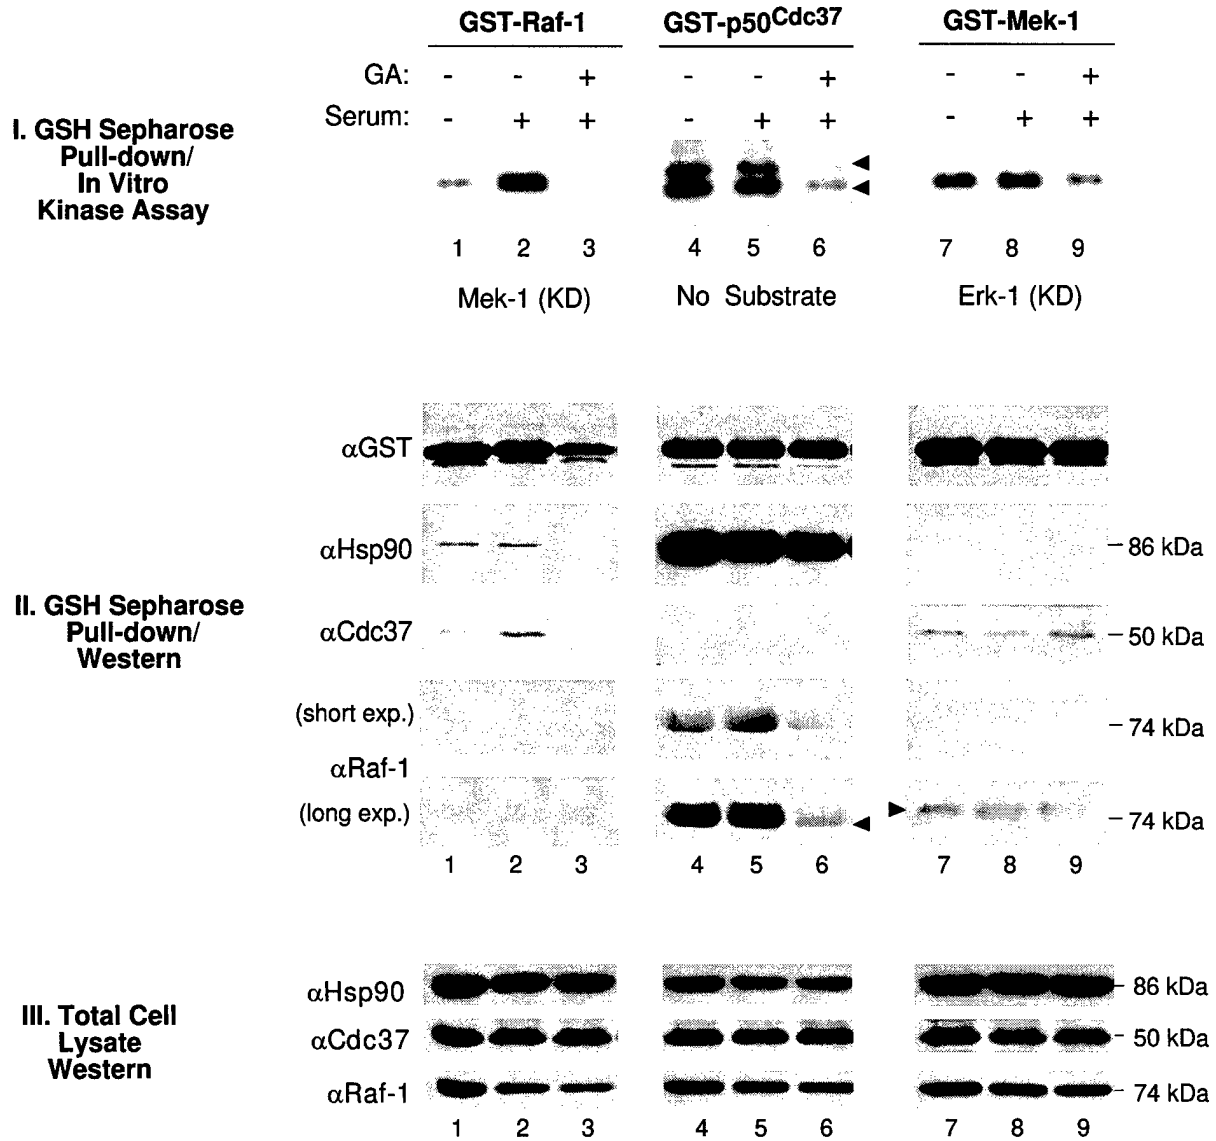 GST-Raf-1 GST-p50Cdc37 GST-Mek-1
GA: - - + - - + - - +
Serum: - + + - + + - + +
I. GSH Sepharose
Pull-down/
In Vitro
Kinase Assay
1 2 3 4 5 6 7 8 9
Mek-1 (KD) No Substrate Erk-1 (KD)
αGST
αHsp90 86 kDa
II. GSH Sepharose
Pull-down/
Western
αCdc37 50 kDa
(short exp.) 74 kDa
αRaf-1
(long exp.) 74 kDa
1 2 3 4 5 6 7 8 9
III. Total Cell
Lysate
Western
αHsp90 86 kDa
αCdc37 50 kDa
αRaf-1 74 kDa
1 2 3 4 5 6 7 8 9